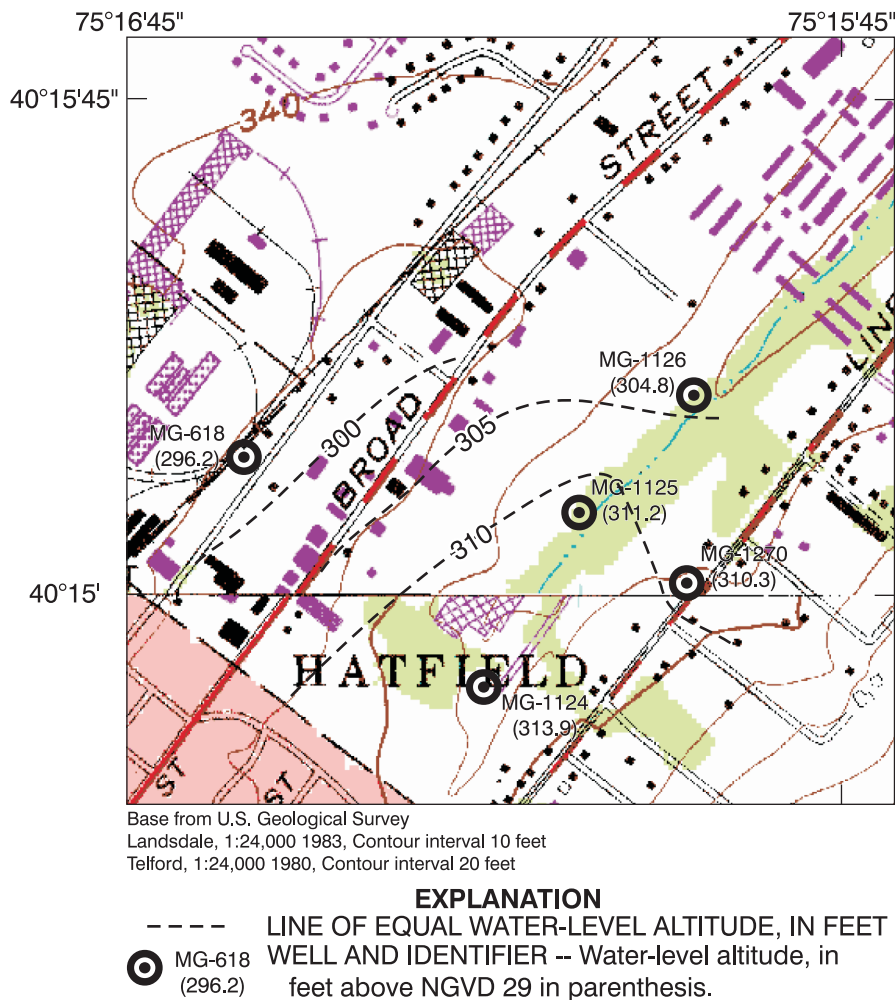 75°16'45"
75°15'45"
40°15'45"
340
STREET
LINE
MG-1126
(304.8)
MG-618
(296.2)
300
BROAD
305
MG-1125
(311.2)
310
MG-1270
(310.3)
40°15'
HATFIELD
MG-1124
(313.9)
ST
ST
Base from U.S. Geological Survey
Landsdale, 1:24,000 1983, Contour interval 10 feet
Telford, 1:24,000 1980, Contour interval 20 feet
EXPLANATION
LINE OF EQUAL WATER-LEVEL ALTITUDE, IN FEET
MG-618
(296.2)
WELL AND IDENTIFIER -- Water-level altitude, in
feet above NGVD 29 in parenthesis.